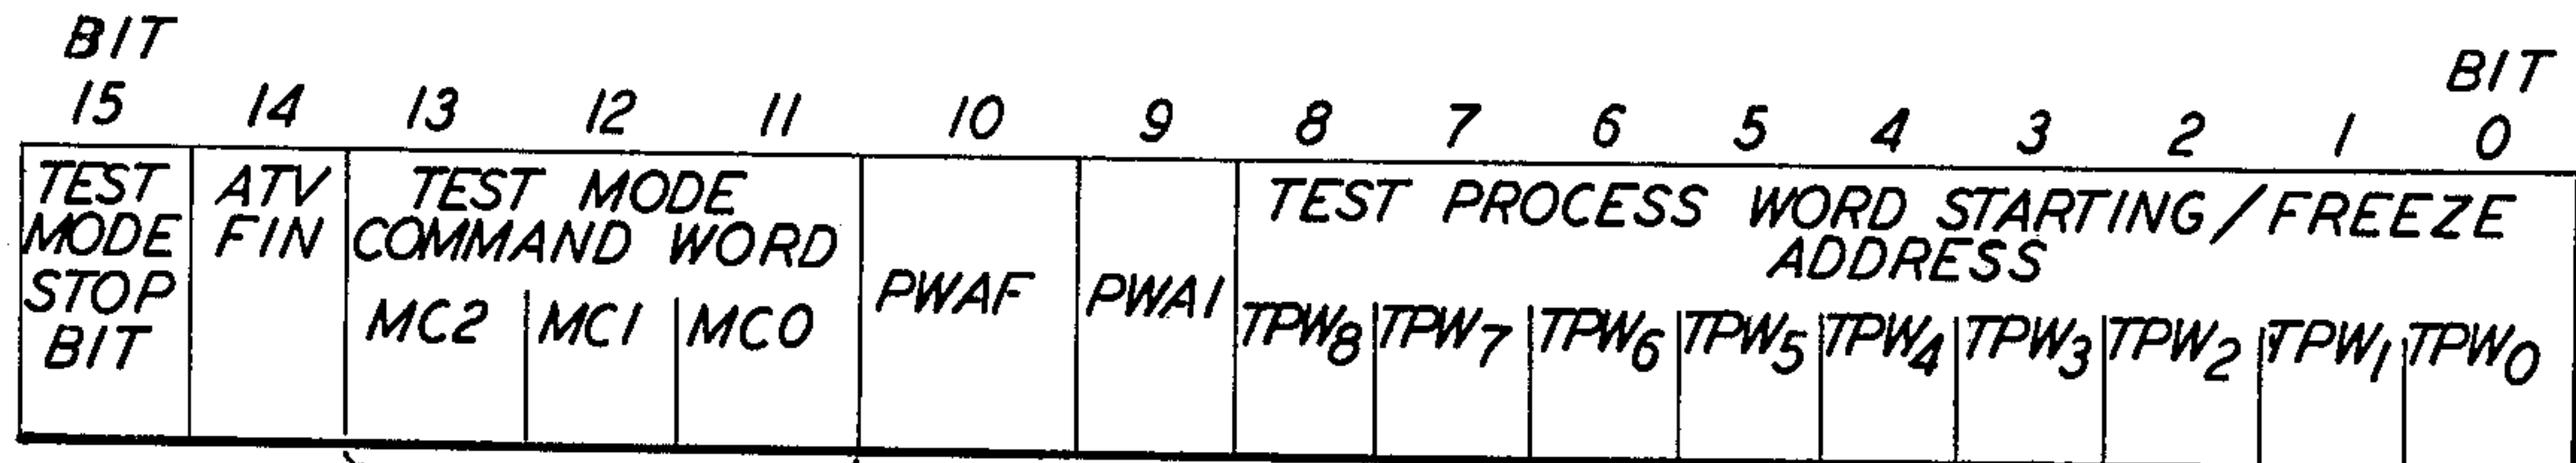 BIT BIT
15 14 13 12 11 10 9 8 7 6 5 4 3 2 1 0
TEST MODE STOP BIT
ATV FIN
TEST MODE COMMAND WORD
MC2 MC1 MC0
PWAF
PWA1
TEST PROCESS WORD STARTING/FREEZE
ADDRESS
TPW8 TPW7 TPW6 TPW5 TPW4 TPW3 TPW2 TPW1 TPW0